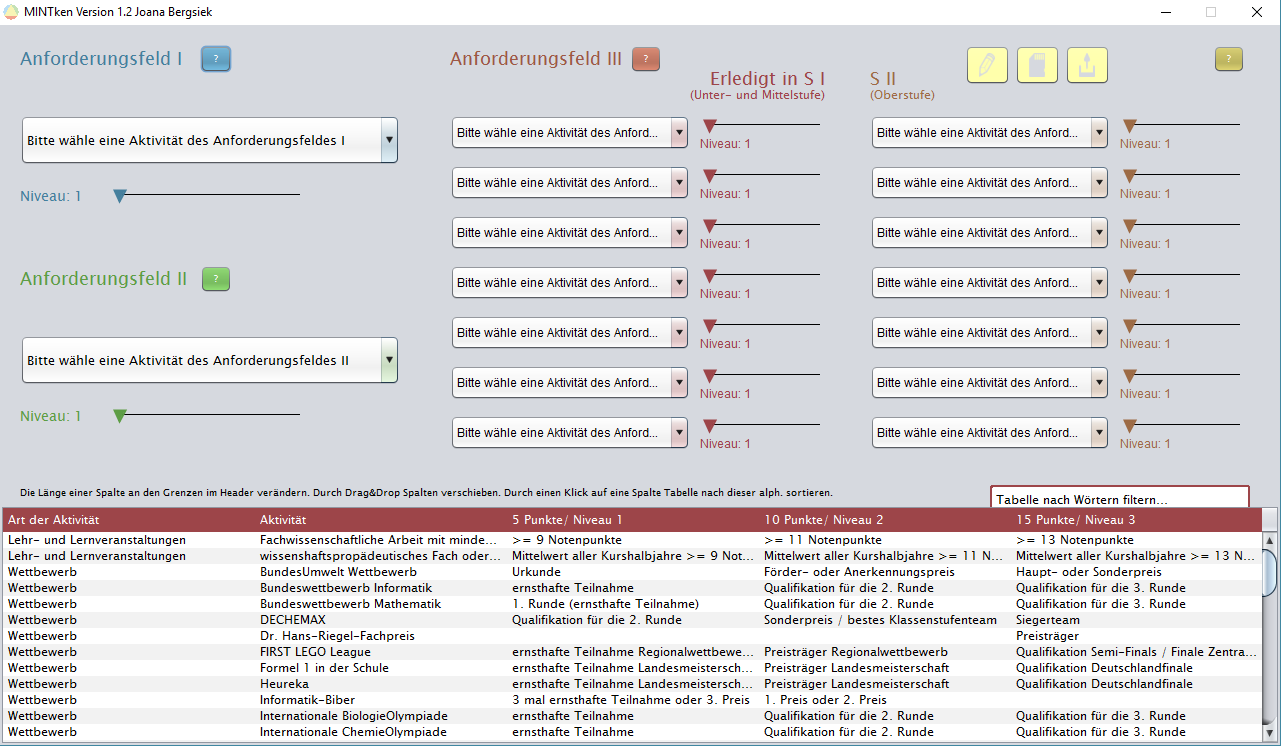 MINTken Version 1.2 Joana Bergsiek
Anforderungsfeld I ?
Bitte wähle eine Aktivität des Anforderungsfeldes I
Niveau: 1
Anforderungsfeld II ?
Bitte wähle eine Aktivität des Anforderungsfeldes II
Niveau: 1
Anforderungsfeld III ?
Erledigt in S I
(Unter- und Mittelstufe)
S II
(Oberstufe)
?
Bitte wähle eine Aktivität des Anford... Niveau: 1 Bitte wähle eine Aktivität des Anford... Niveau: 1
Bitte wähle eine Aktivität des Anford... Niveau: 1 Bitte wähle eine Aktivität des Anford... Niveau: 1
Bitte wähle eine Aktivität des Anford... Niveau: 1 Bitte wähle eine Aktivität des Anford... Niveau: 1
Bitte wähle eine Aktivität des Anford... Niveau: 1 Bitte wähle eine Aktivität des Anford... Niveau: 1
Bitte wähle eine Aktivität des Anford... Niveau: 1 Bitte wähle eine Aktivität des Anford... Niveau: 1
Bitte wähle eine Aktivität des Anford... Niveau: 1 Bitte wähle eine Aktivität des Anford... Niveau: 1
Bitte wähle eine Aktivität des Anford... Niveau: 1 Bitte wähle eine Aktivität des Anford... Niveau: 1
Die Länge einer Spalte an den Grenzen im Header verändern. Durch Drag&Drop Spalten verschieben. Durch einen Klick auf eine Spalte Tabelle nach dieser alph. sortieren.
Tabelle nach Wörtern filtern...
Art der Aktivität Aktivität 5 Punkte/ Niveau 1 10 Punkte/ Niveau 2 15 Punkte/ Niveau 3
Lehr- und Lernveranstaltungen Fachwissenschaftliche Arbeit mit minde... >= 9 Notenpunkte >= 11 Notenpunkte >= 13 Notenpunkte
Lehr- und Lernveranstaltungen wissenshaftspropädeutisches Fach oder... Mittelwert aller Kurshalbjahre >= 9 Not... Mittelwert aller Kurshalbjahre >= 11 N... Mittelwert aller Kurshalbjahre >= 13 N...
Wettbewerb BundesUmwelt Wettbewerb Urkunde Förder- oder Anerkennungspreis Haupt- oder Sonderpreis
Wettbewerb Bundeswettbewerb Informatik ernsthafte Teilnahme Qualifikation für die 2. Runde Qualifikation für die 3. Runde
Wettbewerb Bundeswettbewerb Mathematik 1. Runde (ernsthafte Teilnahme) Qualifikation für die 2. Runde Qualifikation für die 3. Runde
Wettbewerb DECHEMAX Qualifikation für die 2. Runde Sonderpreis / bestes Klassenstufenteam Siegerteam
Wettbewerb Dr. Hans-Riegel-Fachpreis Preisträger
Wettbewerb FIRST LEGO League ernsthafte Teilnahme Regionalwettbewe... Preisträger Regionalwettbewerb Qualifikation Semi-Finals / Finale Zentra...
Wettbewerb Formel 1 in der Schule ernsthafte Teilnahme Landesmeistersch... Preisträger Landesmeisterschaft Qualifikation Deutschlandfinale
Wettbewerb Heureka ernsthafte Teilnahme Landesmeistersch... Preisträger Landesmeisterschaft Qualifikation Deutschlandfinale
Wettbewerb Informatik-Biber 3 mal ernsthafte Teilnahme oder 3. Preis 1. Preis oder 2. Preis
Wettbewerb Internationale BiologieOlympiade ernsthafte Teilnahme Qualifikation für die 2. Runde Qualifikation für die 3. Runde
Wettbewerb Internationale ChemieOlympiade ernsthafte Teilnahme Qualifikation für die 2. Runde Qualifikation für die 3. Runde